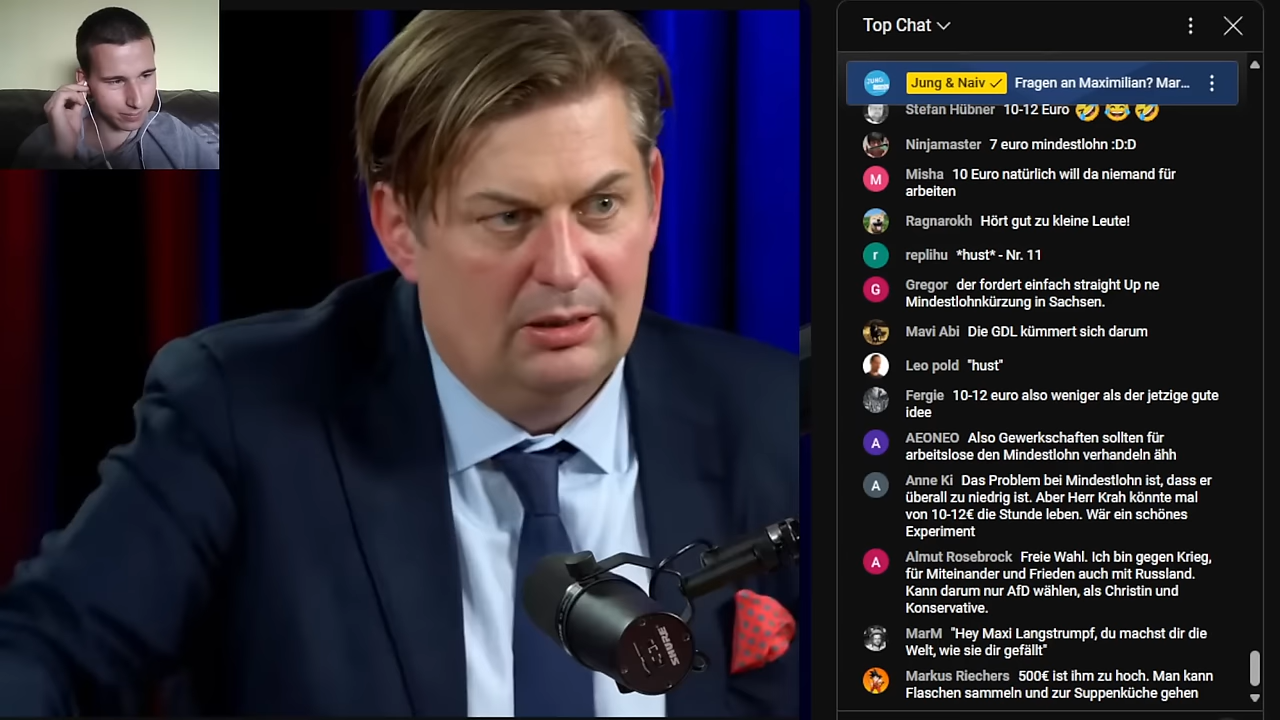 Top Chat
Jung & Naiv Fragen an Maximilian? Mar...
Stefan Hübner 10-12 Euro 🤣😂🤣
Ninjamaster 7 euro mindestlohn :D:D
M Misha 10 Euro natürlich will da niemand für
arbeiten
Ragnarokh Hört gut zu kleine Leute!
r replihu *hust* - Nr. 11
G Gregor der fordert einfach straight Up ne
Mindestlohnkürzung in Sachsen.
Mavi Abi Die GDL kümmert sich darum
Leo pold "hust"
Fergie 10-12 euro also weniger als der jetzige gute
idee
A AEONEO Also Gewerkschaften sollten für
arbeitslose den Mindestlohn verhandeln ähh
A Anne Ki Das Problem bei Mindestlohn ist, dass er
überall zu niedrig ist. Aber Herr Krah könnte mal
von 10-12€ die Stunde leben. Wär ein schönes
Experiment
A Almut Rosebrock Freie Wahl. Ich bin gegen Krieg,
für Miteinander und Frieden auch mit Russland.
Kann darum nur AfD wählen, als Christin und
Konservative.
MarM "Hey Maxi Langstrumpf, du machst dir die
Welt, wie sie dir gefällt"
Markus Riechers 500€ ist ihm zu hoch. Man kann
Flaschen sammeln und zur Suppenküche gehen
SHURE